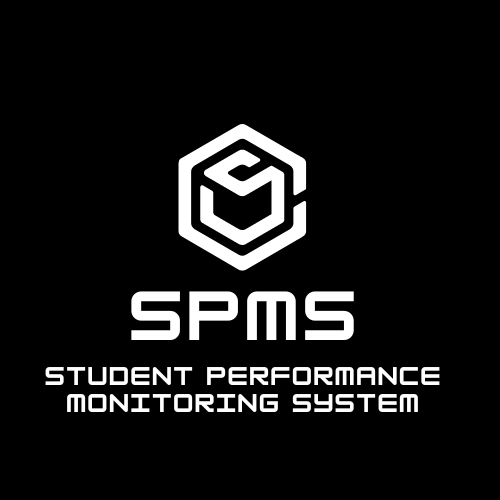 SPMS
STUDENT PERFORMANCE
MONITORING SYSTEM